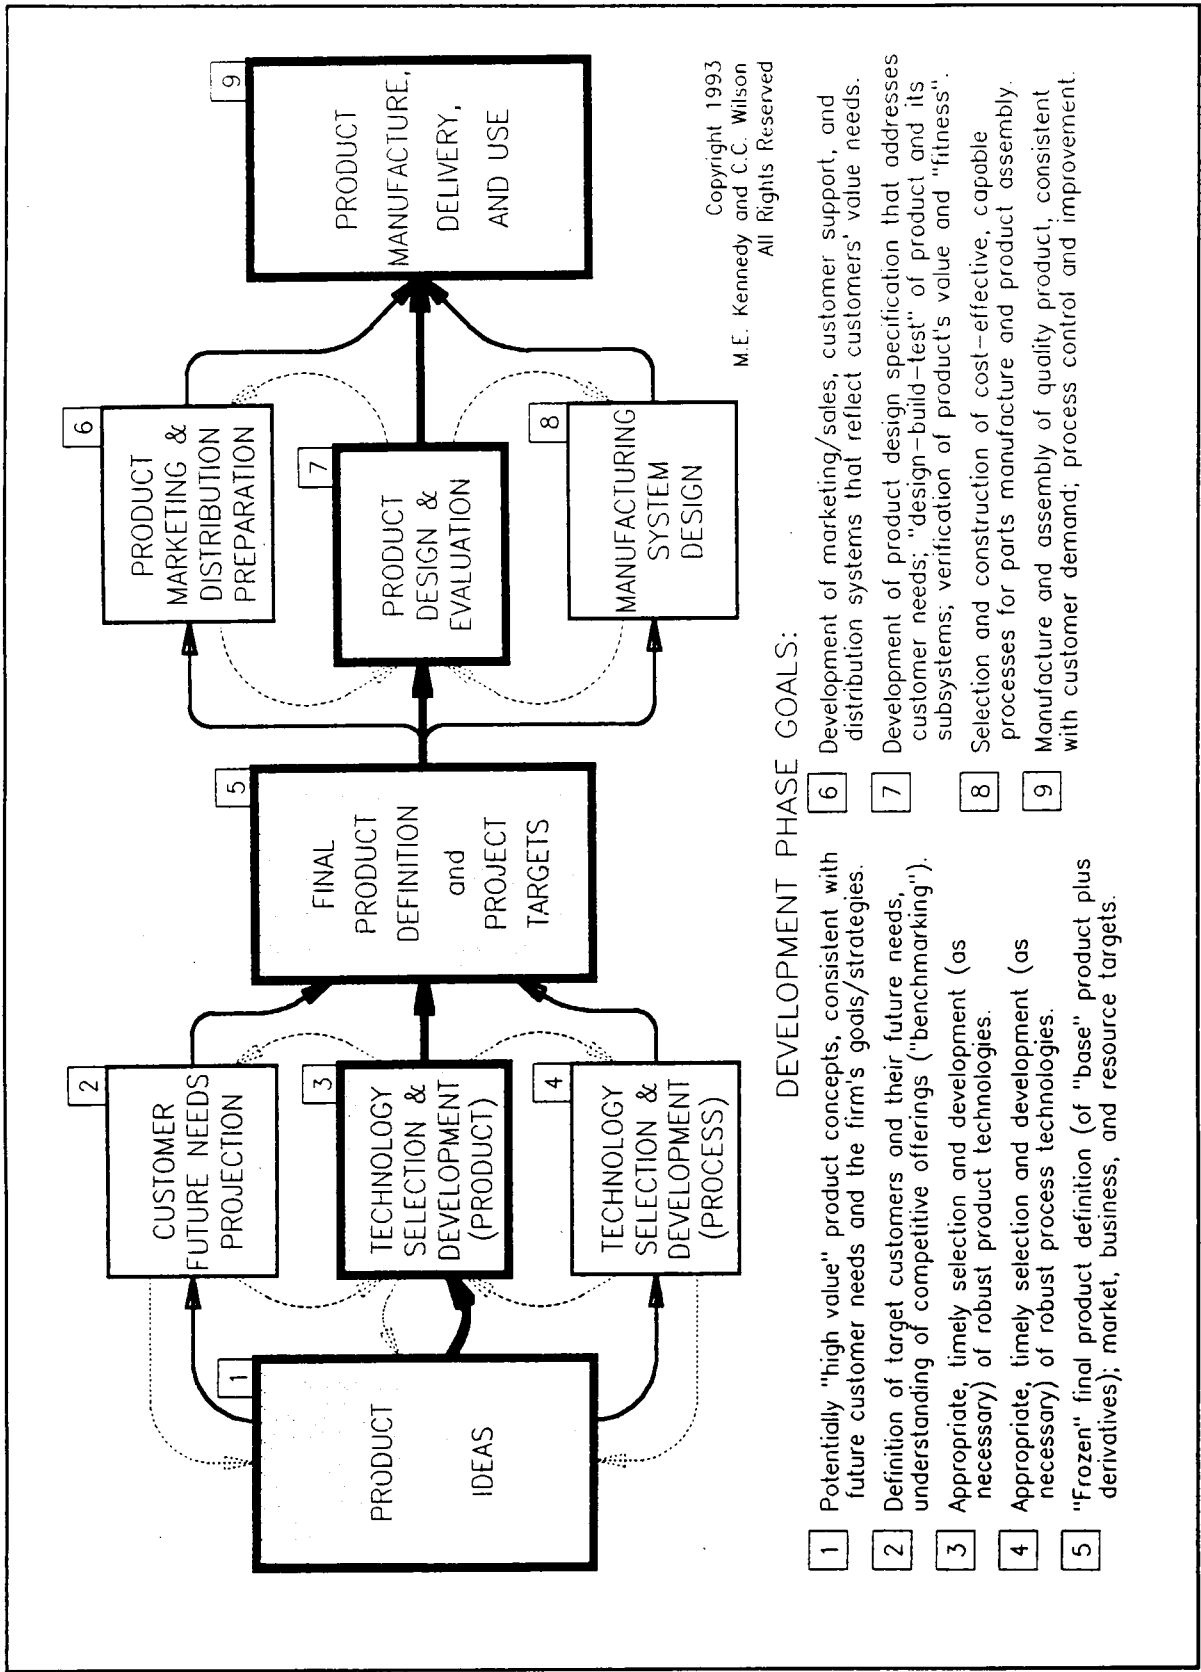 1
PRODUCT
IDEAS
2
CUSTOMER
FUTURE NEEDS
PROJECTION
3
TECHNOLOGY
SELECTION &
DEVELOPMENT
(PRODUCT)
4
TECHNOLOGY
SELECTION &
DEVELOPMENT
(PROCESS)
5
FINAL
PRODUCT
DEFINITION
and
PROJECT
TARGETS
6
PRODUCT
MARKETING &
DISTRIBUTION
PREPARATION
7
PRODUCT
DESIGN &
EVALUATION
8
MANUFACTURING
SYSTEM
DESIGN
9
PRODUCT
MANUFACTURE,
DELIVERY,
AND USE
Copyright 1993
M.E. Kennedy and C.C. Wilson
All Rights Reserved
DEVELOPMENT PHASE GOALS:
1 Potentially "high value" product concepts, consistent with
future customer needs and the firm's goals/strategies.
2 Definition of target customers and their future needs,
understanding of competitive offerings ("benchmarking").
3 Appropriate, timely selection and development (as
necessary) of robust product technologies.
4 Appropriate, timely selection and development (as
necessary) of robust process technologies.
5 "Frozen" final product definition (of "base" product plus
derivatives); market, business, and resource targets.
6 Development of marketing/sales, customer support, and
distribution systems that reflect customers' value needs.
7 Development of product design specification that addresses
customer needs; "design-build-test" of product and its
subsystems; verification of product's value and "fitness".
8 Selection and construction of cost-effective, capable
processes for parts manufacture and product assembly.
9 Manufacture and assembly of quality product, consistent
with customer demand; process control and improvement.